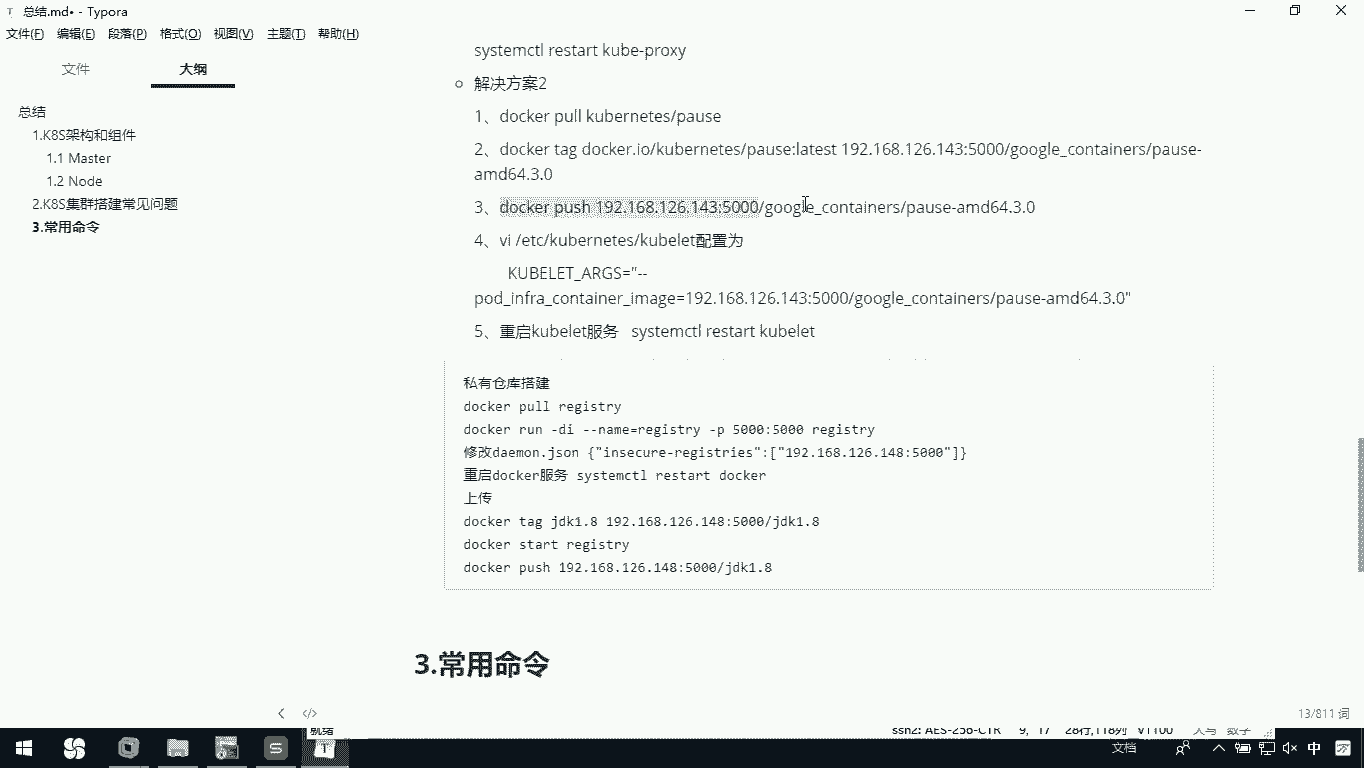 总结.md• - Typora
文件(F) 编辑(E) 段落(P) 格式(O) 视图(V) 主题(T) 帮助(H)
文件 大纲
总结
1.K8S架构和组件
1.1 Master
1.2 Node
2.K8S集群搭建常见问题
3.常用命令
systemctl restart kube-proxy
解决方案2
1、docker pull kubernetes/pause
2、docker tag docker.io/kubernetes/pause:latest 192.168.126.143:5000/google_containers/pause-
amd64.3.0
3、docker push 192.168.126.143:5000/google_containers/pause-amd64.3.0
4、vi /etc/kubernetes/kubelet配置为
KUBELET_ARGS="--
pod_infra_container_image=192.168.126.143:5000/google_containers/pause-amd64.3.0"
5、重启kubelet服务 systemctl restart kubelet
私有仓库搭建
docker pull registry
docker run -di --name=registry -p 5000:5000 registry
修改daemon.json {"insecure-registries":["192.168.126.148:5000"]}
重启docker服务 systemctl restart docker
上传
docker tag jdk1.8 192.168.126.148:5000/jdk1.8
docker start registry
docker push 192.168.126.148:5000/jdk1.8
3.常用命令
13/811 词
就绪 ssh2: AES-256-CTR 9, 17 28行,118列 VT100 大写 数字
文档 中